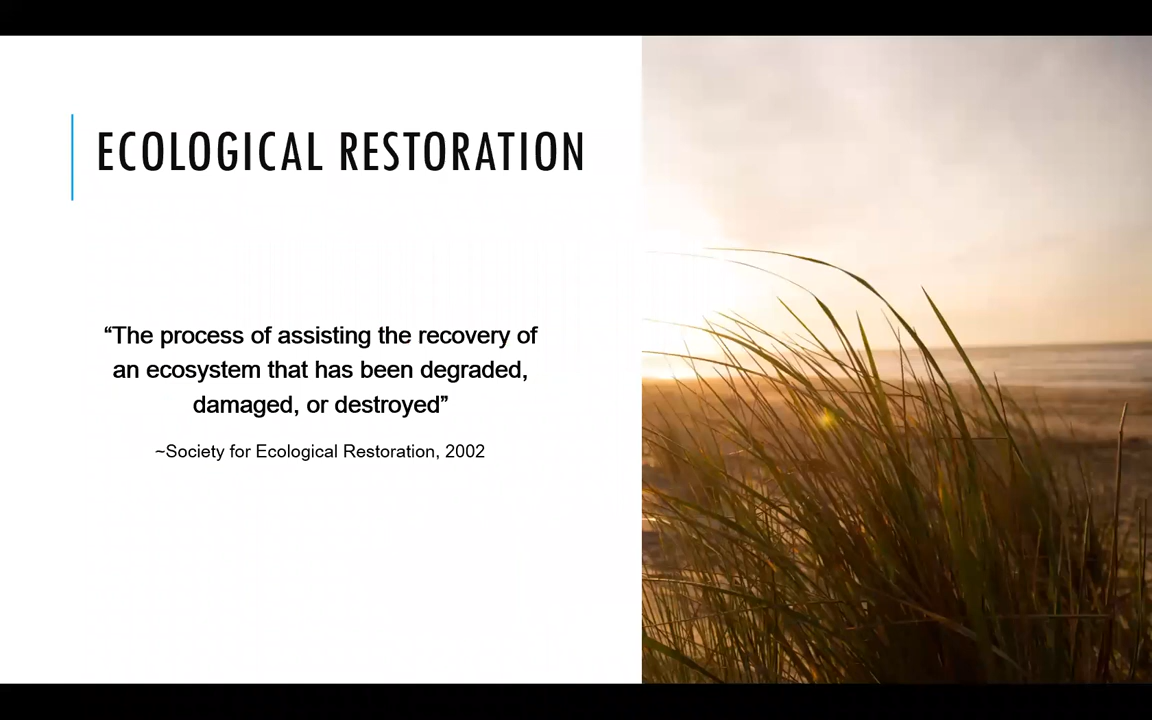 ECOLOGICAL RESTORATION
“The process of assisting the recovery of
an ecosystem that has been degraded,
damaged, or destroyed”
~Society for Ecological Restoration, 2002